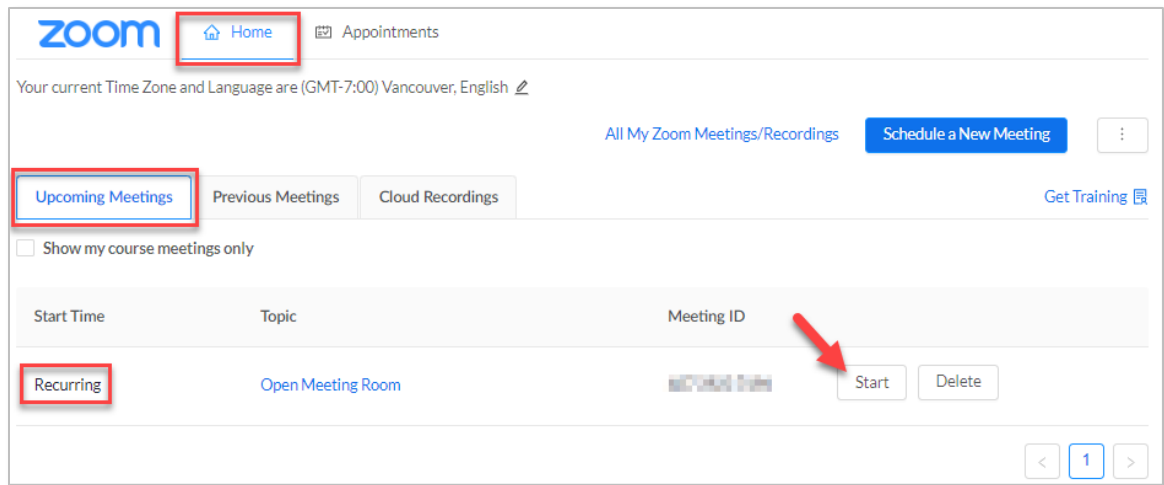 zoom Home Appointments
Your current Time Zone and Language are (GMT-7:00) Vancouver, English
All My Zoom Meetings/Recordings Schedule a New Meeting
Upcoming Meetings Previous Meetings Cloud Recordings Get Training
Show my course meetings only
Start Time Topic Meeting ID
Recurring Open Meeting Room Start Delete
< 1 >